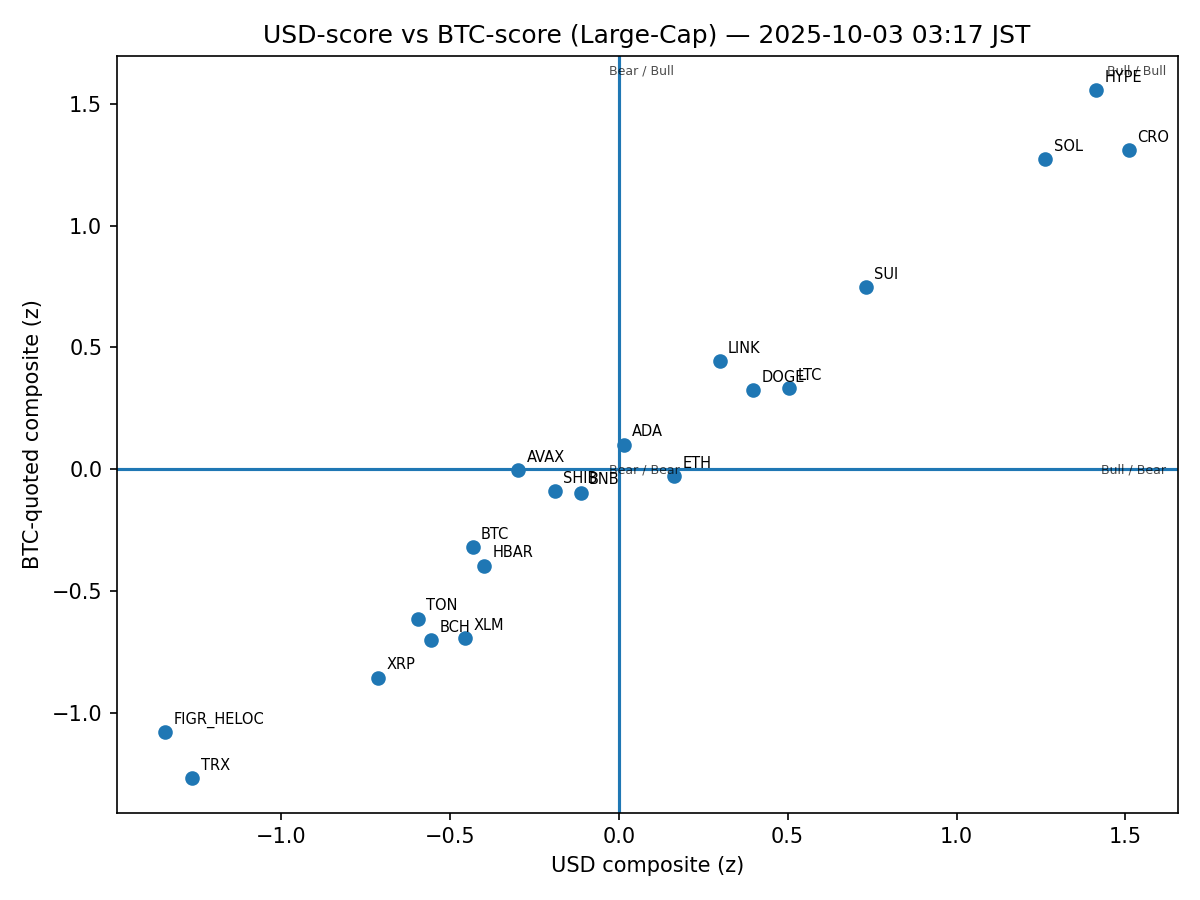 USD-score vs BTC-score (Large-Cap) — 2025-10-03 03:17 JST
Bear / Bull
Bull / Bull
HYPE
1.5
CRO
SOL
1.0
SUI
0.5
LINK
DOGE
LTC
ADA
ETH
AVAX
0.0
Bear / Bear
Bull / Bear
SHIB
BNB
BTC
HBAR
−0.5
TON
BCH
XLM
XRP
−1.0
FIGR_HELOC
TRX
BTC-quoted composite (z)
−1.0
−0.5
0.0
0.5
1.0
1.5
USD composite (z)